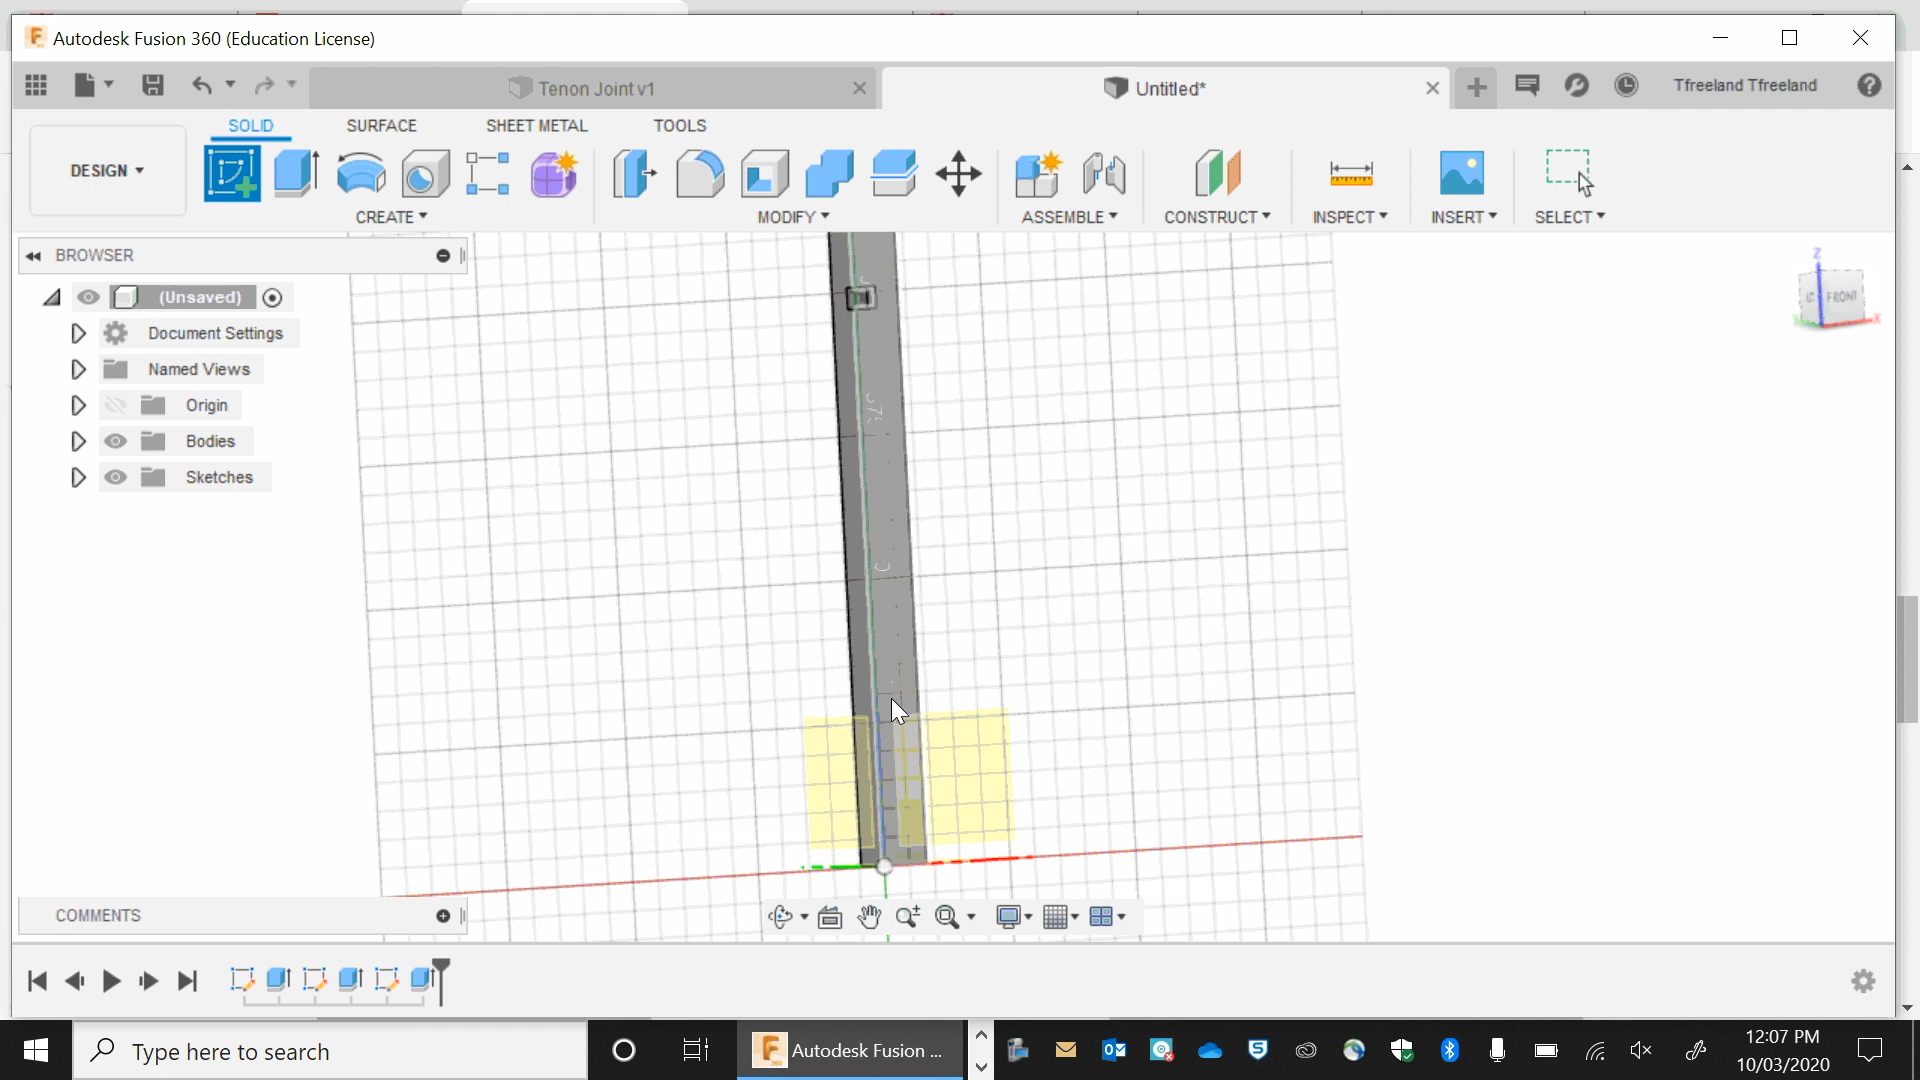 Autodesk Fusion 360 (Education License)
Tenon Joint v1
Untitled*
Tfreeland Tfreeland
SOLID
SURFACE
SHEET METAL
TOOLS
DESIGN
CREATE
MODIFY
ASSEMBLE
CONSTRUCT
INSPECT
INSERT
SELECT
BROWSER
(Unsaved)
Document Settings
Named Views
Origin
Bodies
Sketches
Z
FRONT
X
COMMENTS
Type here to search
Autodesk Fusion ...
12:07 PM
10/03/2020